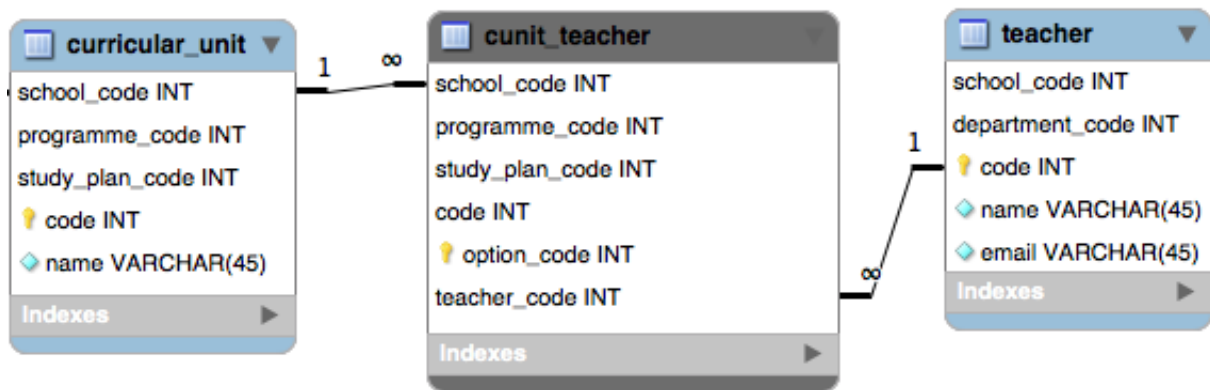 curricular_unit
school_code INT
programme_code INT
study_plan_code INT
code INT
name VARCHAR(45)
Indexes
1
∞
cunit_teacher
school_code INT
programme_code INT
study_plan_code INT
code INT
option_code INT
teacher_code INT
Indexes
1
∞
teacher
school_code INT
department_code INT
code INT
name VARCHAR(45)
email VARCHAR(45)
Indexes